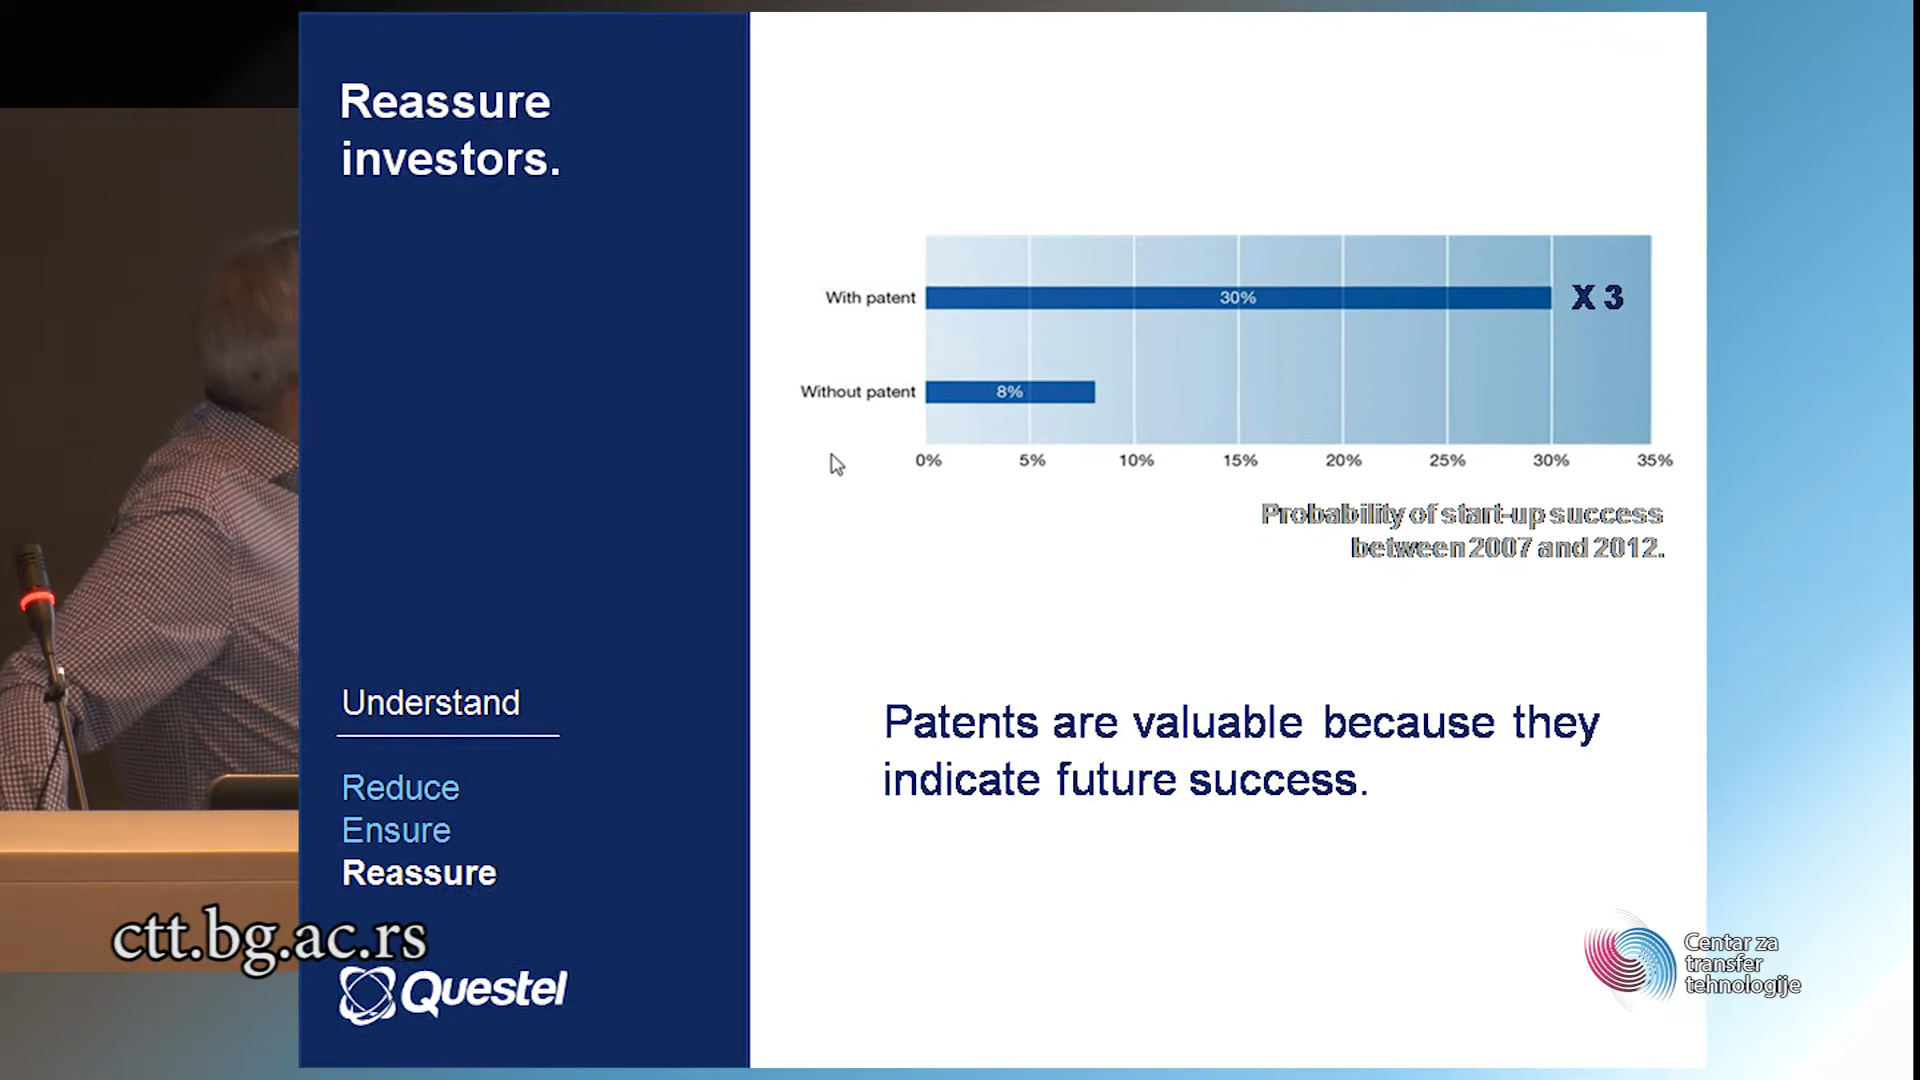 Reassure
investors.
With patent
30%
X 3
Without patent
8%
0% 5% 10% 15% 20% 25% 30% 35%
Probability of start-up success
between 2007 and 2012.
Patents are valuable because they
indicate future success.
Understand
Reduce
Ensure
Reassure
ctt.bg.ac.rs
Questel
Centar za
transfer
tehnologije